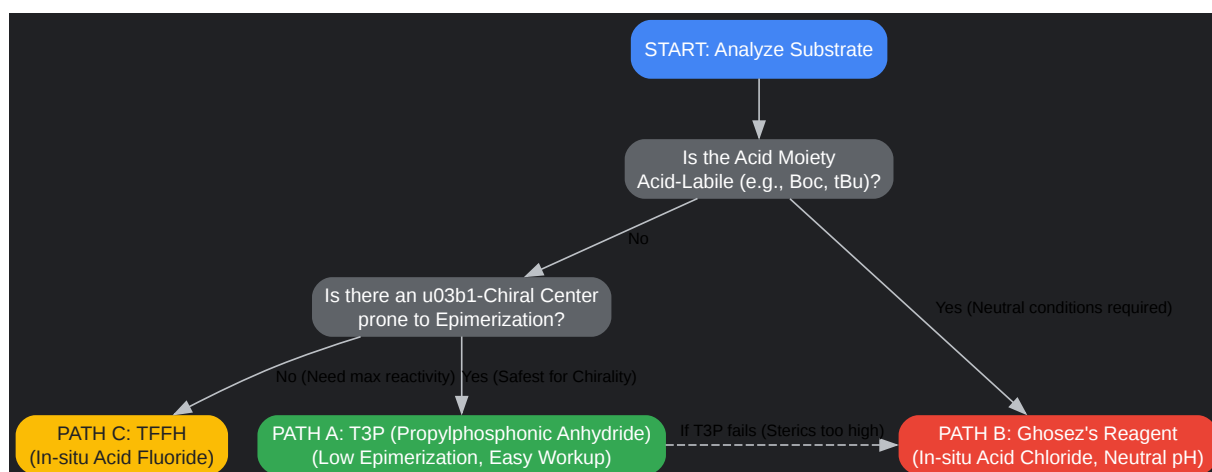 START: Analyze Substrate
Is the Acid Moiety
Acid-Labile (e.g., Boc, tBu)?
No
Is there an u03b1-Chiral Center
prone to Epimerization?
Yes (Neutral conditions required)
No (Need max reactivity)
Yes (Safest for Chirality)
PATH C: TFFH
(In-situ Acid Fluoride)
PATH A: T3P (Propylphosphonic Anhydride)
(Low Epimerization, Easy Workup)
If T3P fails (Sterics too high)
PATH B: Ghosez's Reagent
(In-situ Acid Chloride, Neutral pH)